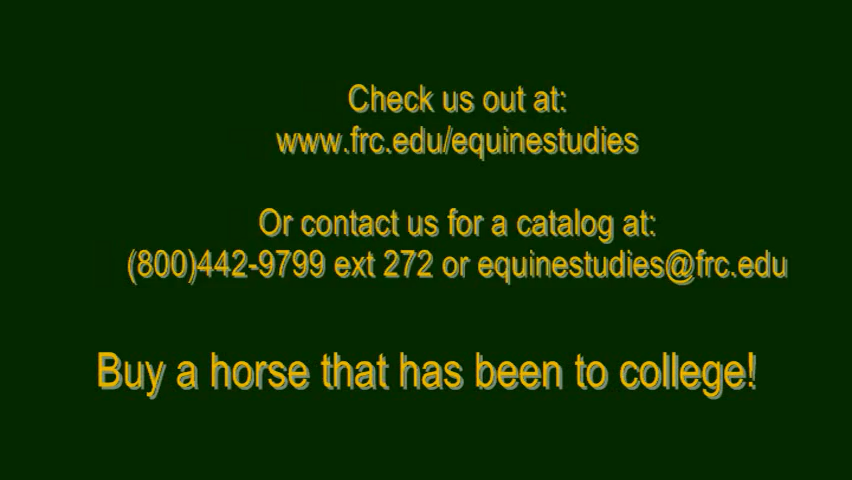 Check us out at:
www.frc.edu/equinestudies
Or contact us for a catalog at:
(800)442-9799 ext 272 or equinestudies@frc.edu
Buy a horse that has been to college!